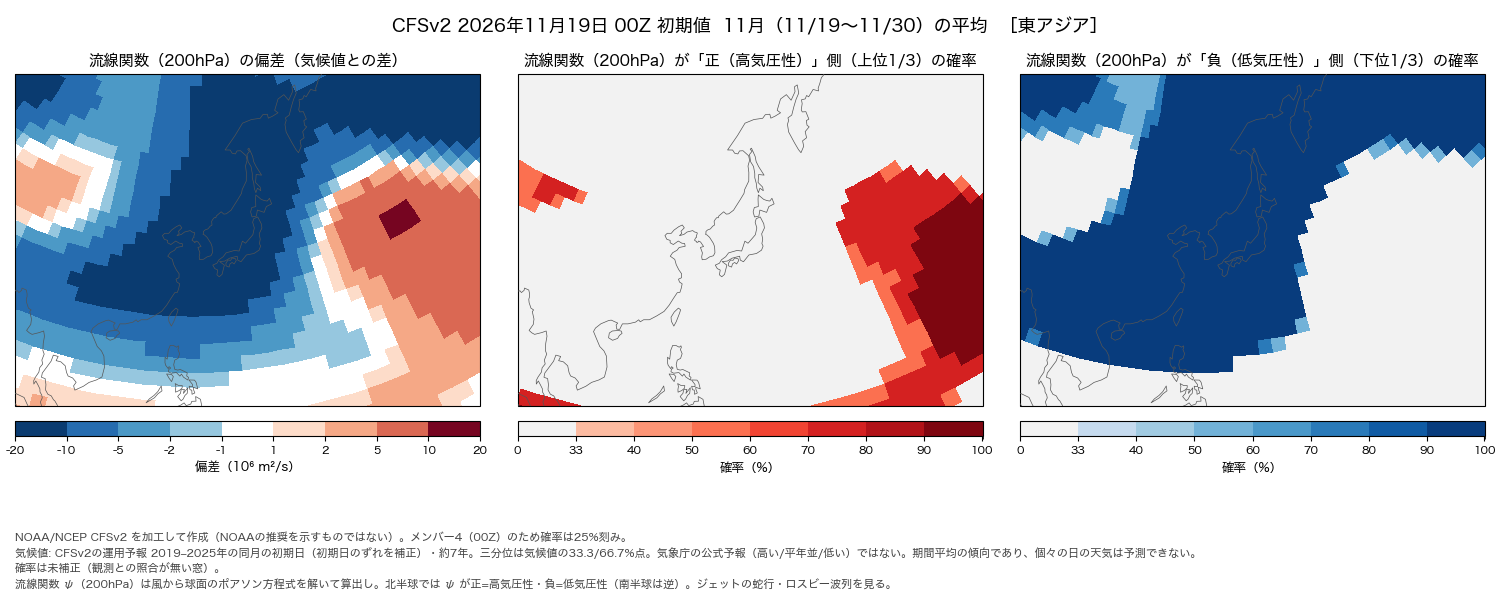 CFSv2 2026年11月19日 00Z 初期値 11月（11/19～11/30）の平均 ［東アジア］
流線関数（200hPa）の偏差（気候値との差）
流線関数（200hPa）が「正（高気圧性）」側（上位1/3）の確率
流線関数（200hPa）が「負（低気圧性）」側（下位1/3）の確率
-20 -10 -5 -2 -1 1 2 5 10 20
偏差（10⁶ m²/s）
0 33 40 50 60 70 80 90 100
確率（%）
0 33 40 50 60 70 80 90 100
確率（%）
NOAA/NCEP CFSv2 を加工して作成（NOAAの推奨を示すものではない）。メンバー4（00Z）のため確率は25%刻み。
気候値: CFSv2の運用予報 2019–2025年の同月の初期日（初期日のずれを補正）・約7年。三分位は気候値の33.3/66.7%点。気象庁の公式予報（高い/平年並/低い）ではない。期間平均の傾向であり、個々の日の天気は予測できない。
確率は未補正（観測との照合が無い窓）。
流線関数 ψ（200hPa）は風から球面のポアソン方程式を解いて算出し。北半球では ψ が正=高気圧性・負=低気圧性（南半球は逆）。ジェットの蛇行・ロスビー波列を見る。